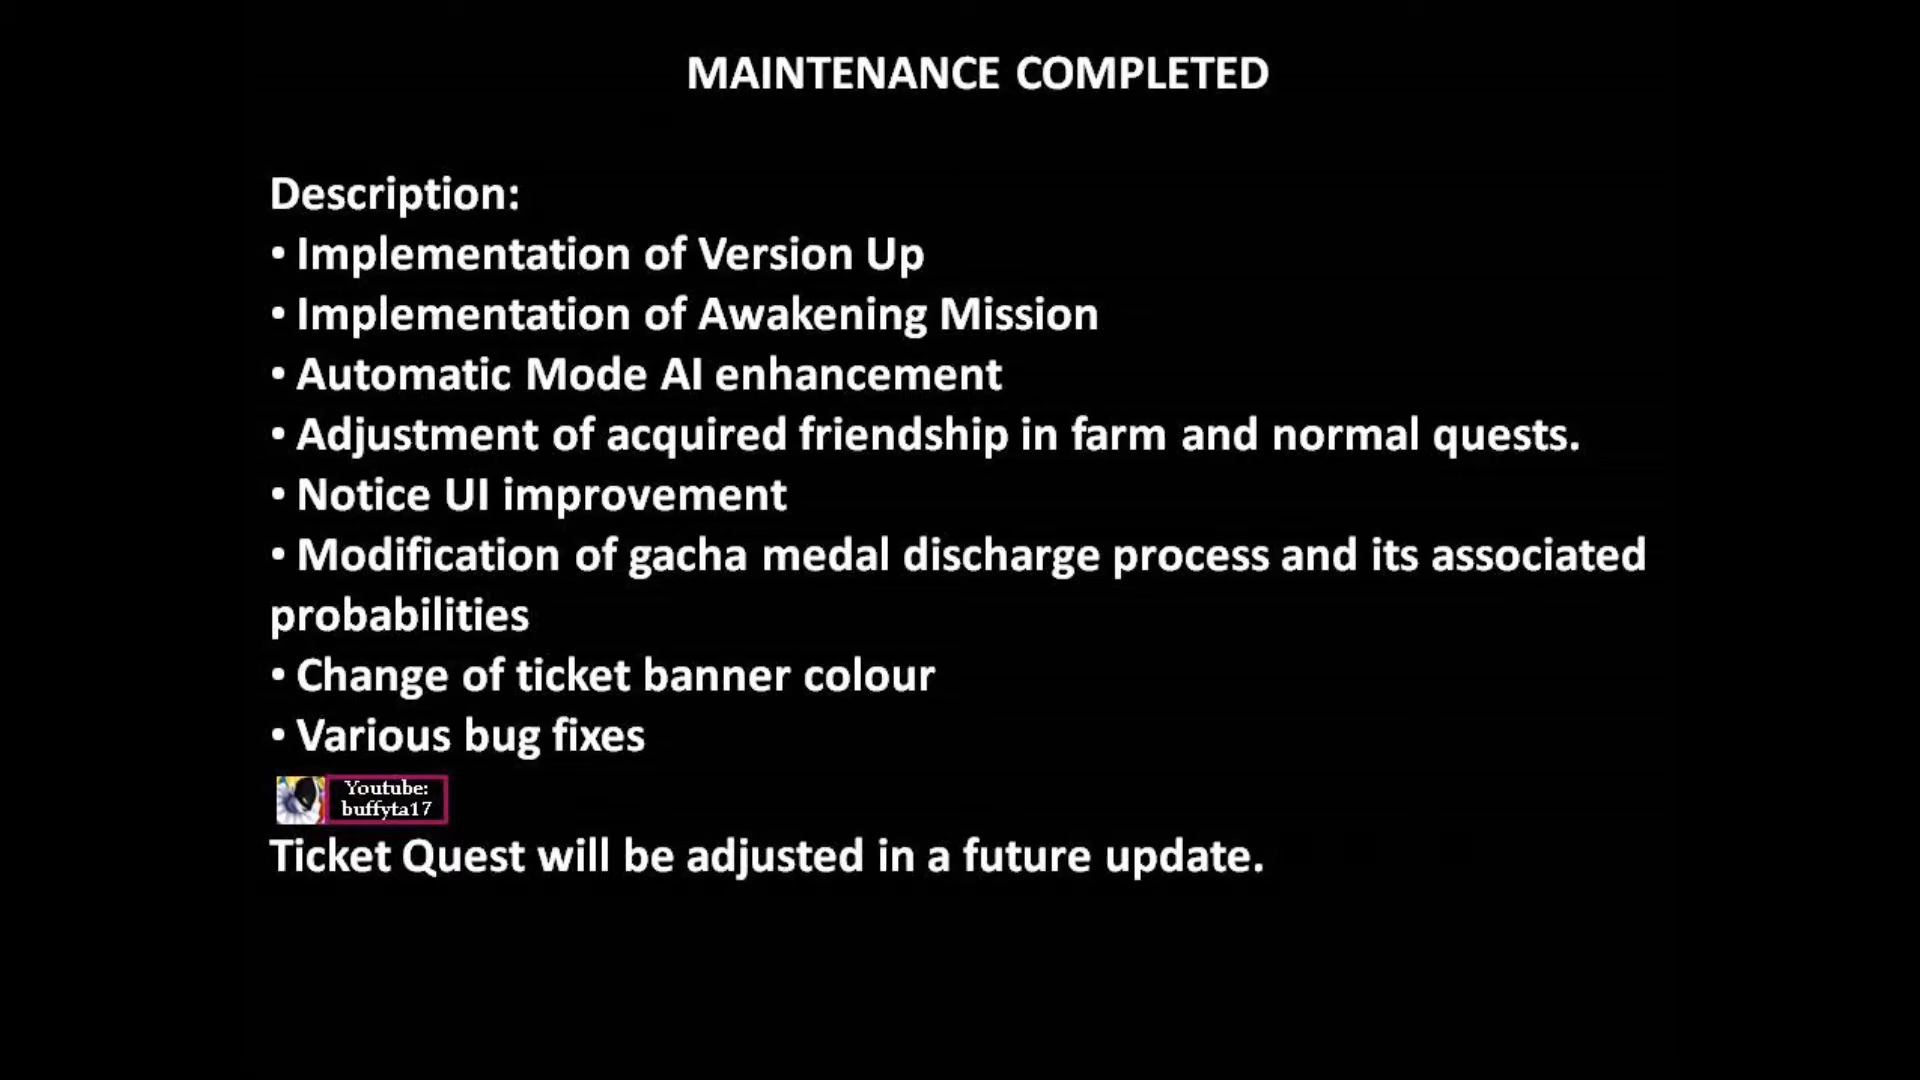 MAINTENANCE COMPLETED
Description:
• Implementation of Version Up
• Implementation of Awakening Mission
• Automatic Mode AI enhancement
• Adjustment of acquired friendship in farm and normal quests.
• Notice UI improvement
• Modification of gacha medal discharge process and its associated
probabilities
• Change of ticket banner colour
• Various bug fixes
Youtube:
buffyta17
Ticket Quest will be adjusted in a future update.